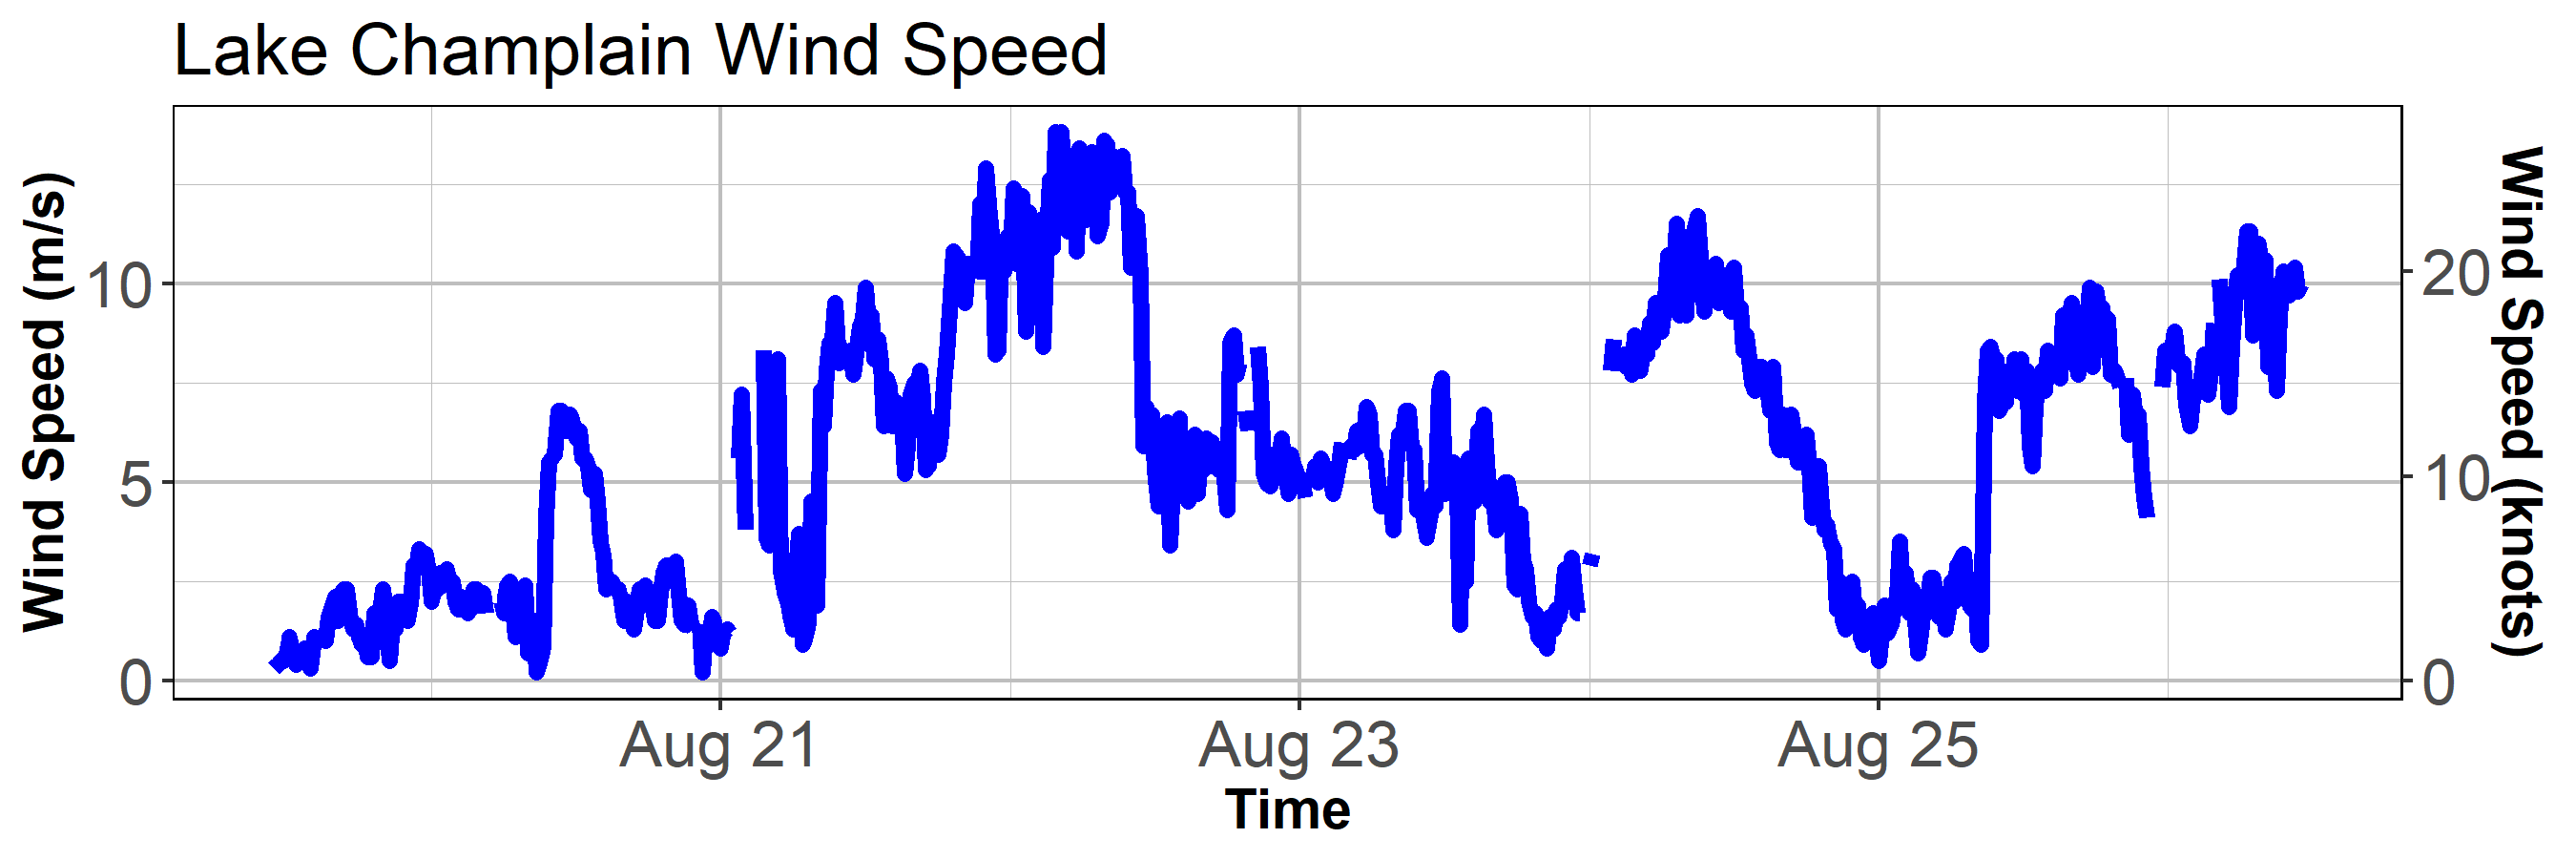 Lake Champlain Wind Speed
Wind Speed (m/s)
10
5
0
20
10
0
Wind Speed (knots)
Aug 21
Aug 23
Aug 25
Time